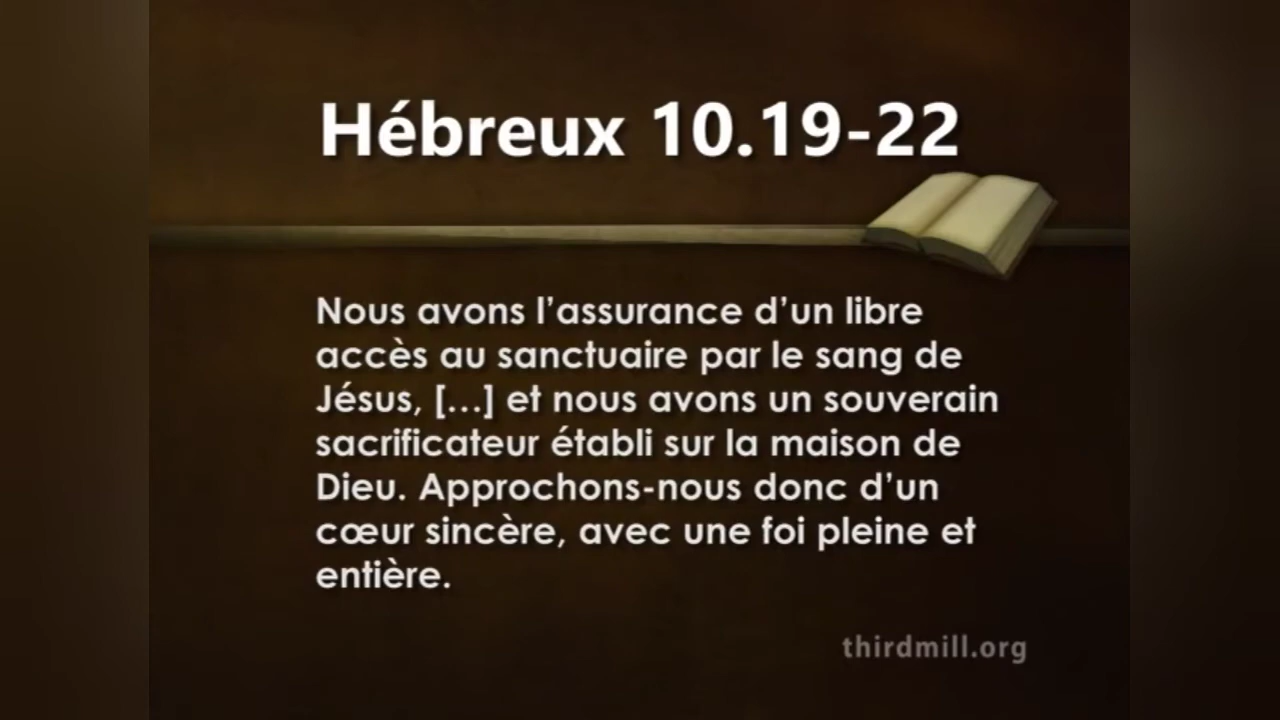 Hébreux 10.19-22
Nous avons l’assurance d’un libre
accès au sanctuaire par le sang de
Jésus, […] et nous avons un souverain
sacrificateur établi sur la maison de
Dieu. Approchons-nous donc d’un
cœur sincère, avec une foi pleine et
entière.
thirdmill.org